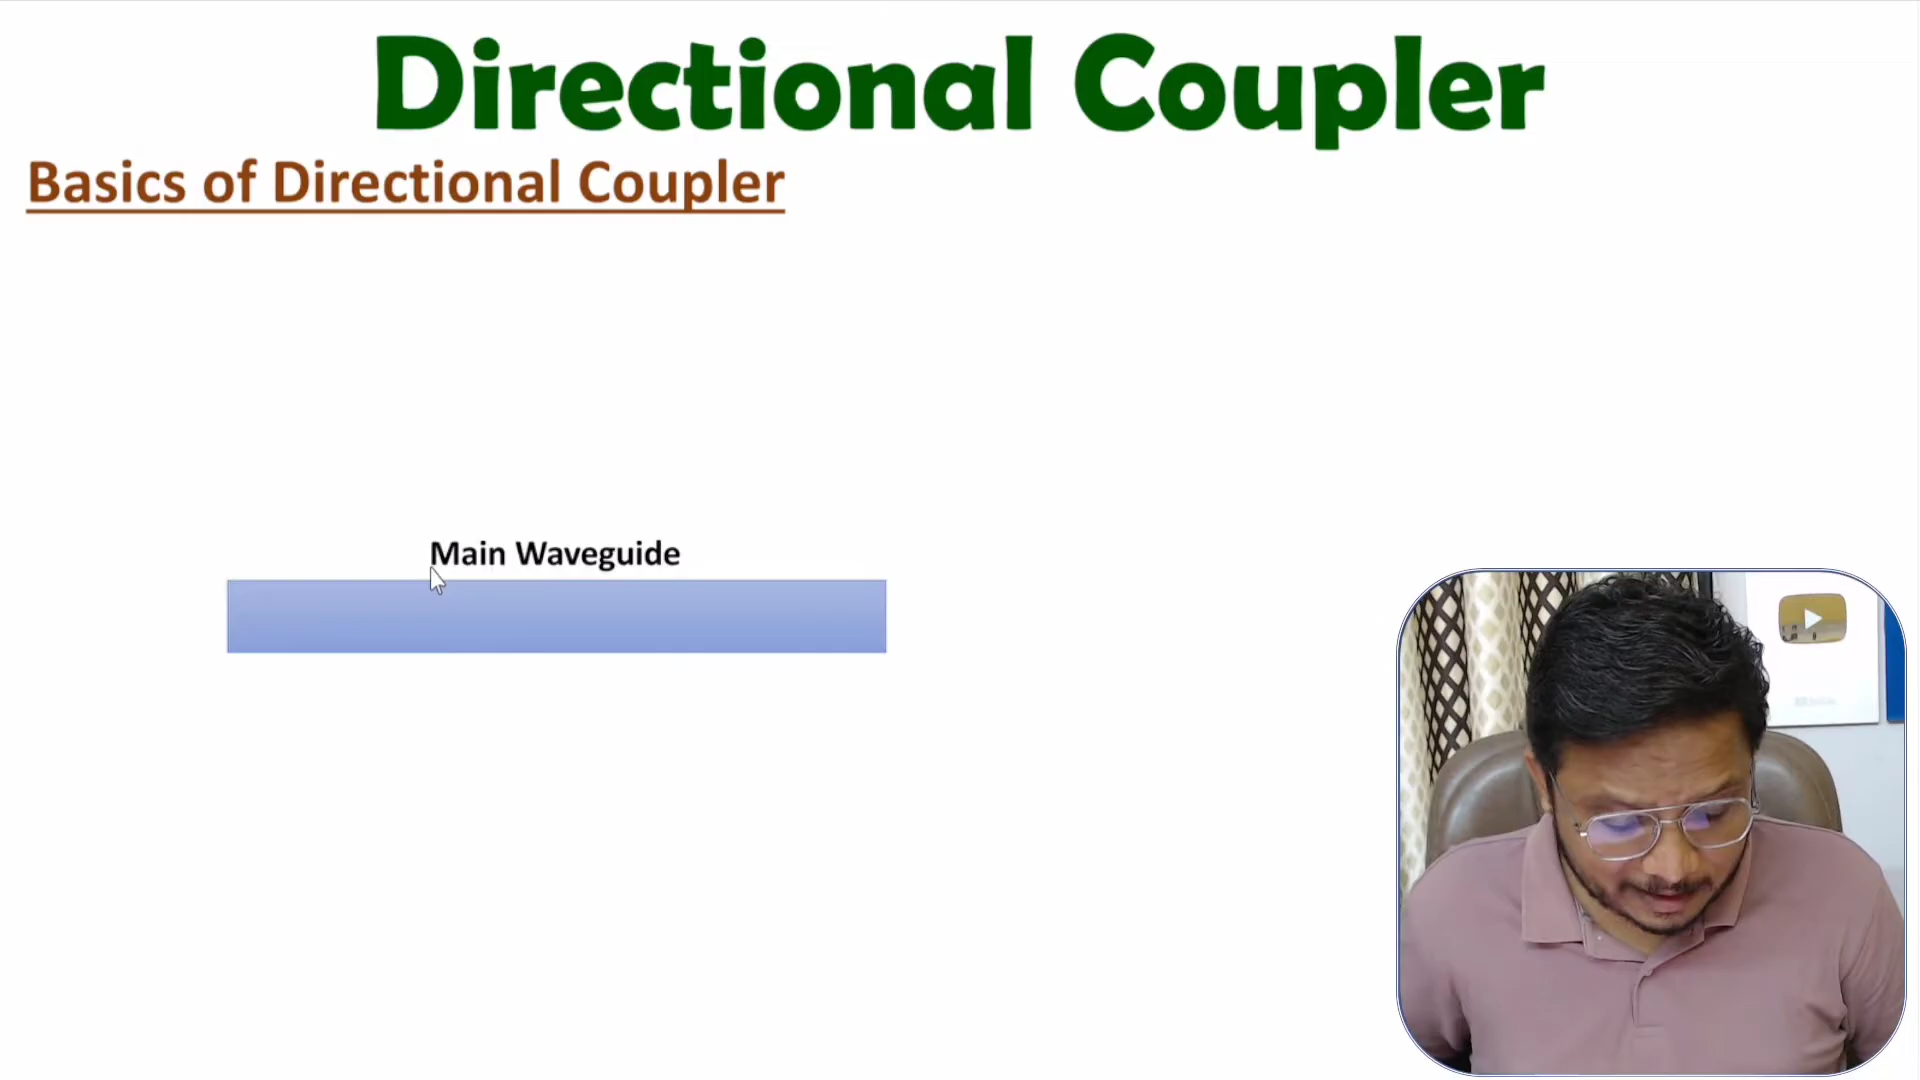 Directional Coupler
Basics of Directional Coupler
Main Waveguide